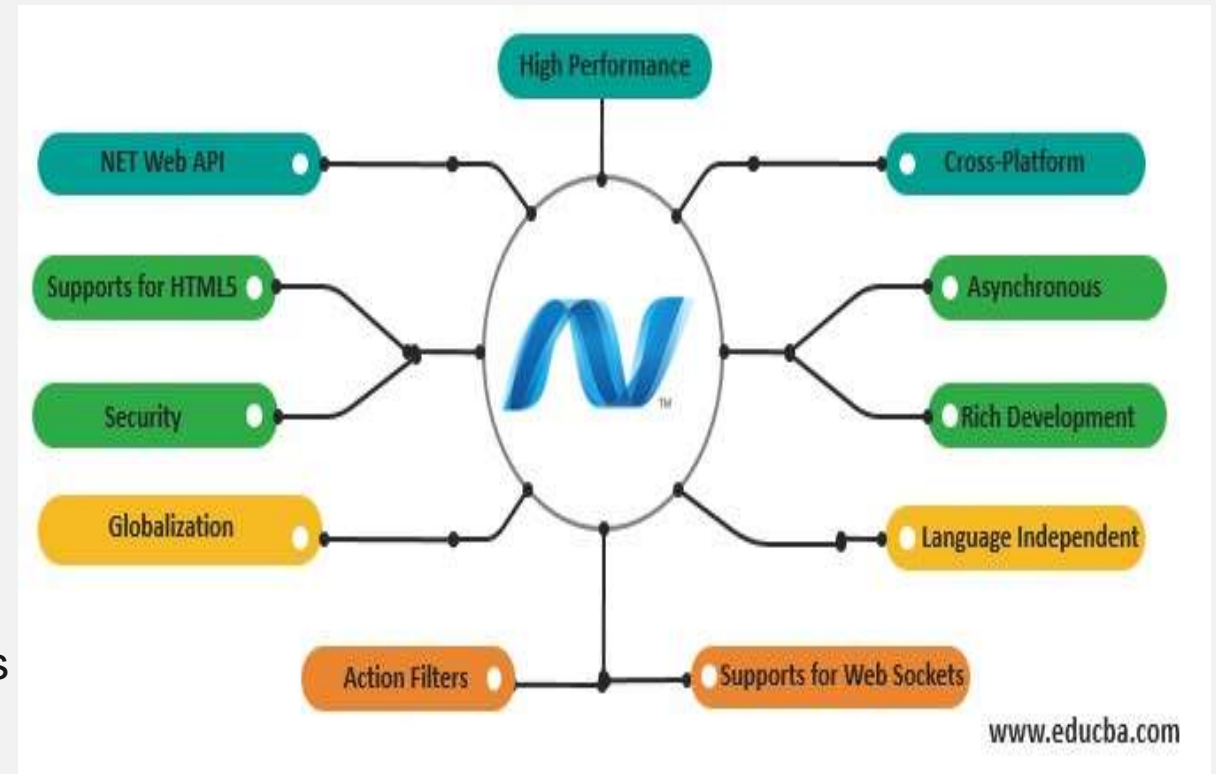 High Performance
NET Web API
Cross-Platform
Supports for HTML5
Asynchronous
Security
Rich Development
Globalization
Language Independent
Action Filters
Supports for Web Sockets
TM
s
www.educba.com